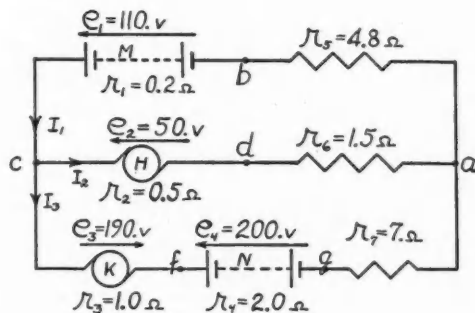 e₁=110.v
M
r₁=0.2Ω
b
r₅=4.8Ω
I₁
e₂=50.v
c
I₂
H
d
r₆=1.5Ω
a
r₂=0.5Ω
I₃
e₃=190.v
e₄=200.v
r₇=7.Ω
K
f
N
g
r₃=1.0Ω
r₄=2.0Ω